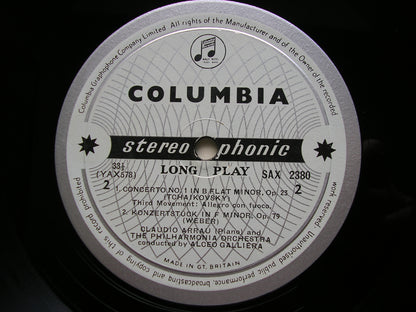 Columbia Graphophone Company Limited. All rights of the Manufacturer and of the Owner of the recorded
work reserved. Unauthorised public performance, broadcasting and copying of this record prohibited
COLUMBIA
stereophonic
33⅓ LONG PLAY SAX 2380
(YAX578)
2 2
1. CONCERTO NO. 1 IN B FLAT MINOR, Op. 23
(TCHAIKOVSKY)
Third Movement: Allegro con fuoco.
2. KONZERTSTÜCK IN F MINOR, Op. 79
(WEBER)
CLAUDIO ARRAU (Piano) and
THE PHILHARMONIA ORCHESTRA
conducted by ALCEO GALLIERA
MADE IN GT. BRITAIN